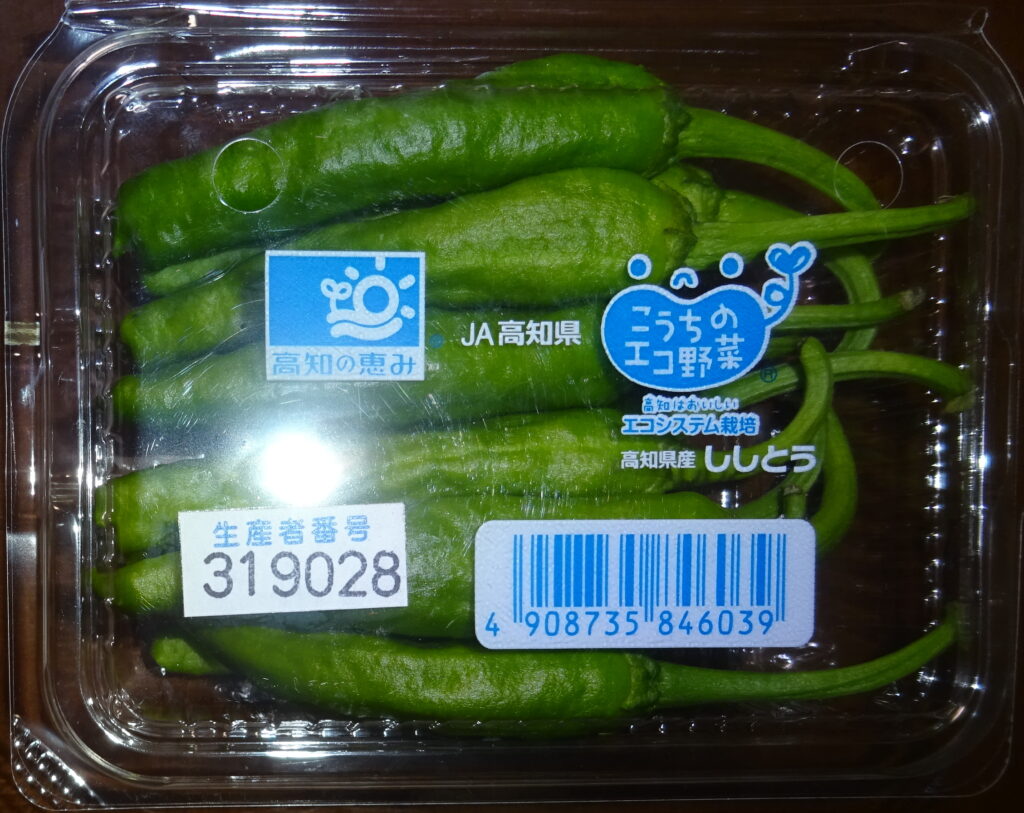 高知の恵み
JA高知県
こうちの
エコ野菜
®
高知はおいしい
エコシステム栽培
高知県産 ししとう
生産者番号
319028
4 908735 846039